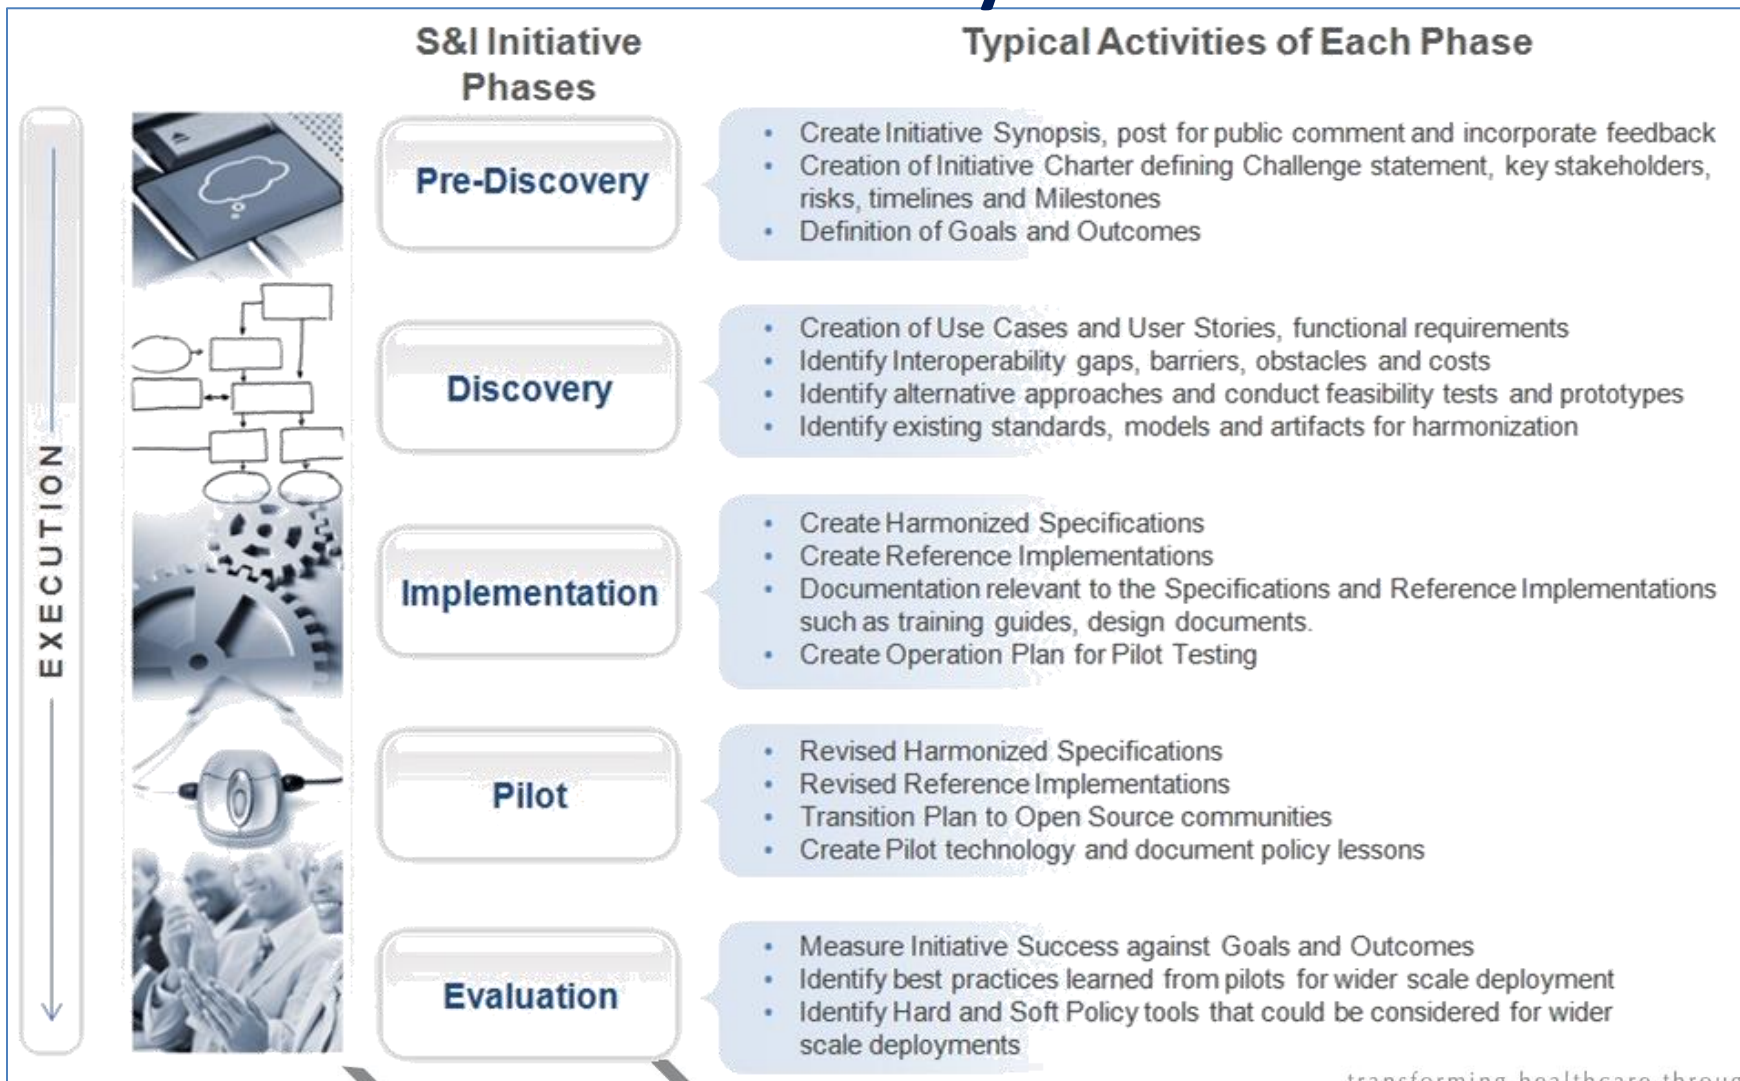 S&I Initiative
Phases
Typical Activities of Each Phase
EXECUTION
Pre-Discovery
• Create Initiative Synopsis, post for public comment and incorporate feedback
• Creation of Initiative Charter defining Challenge statement, key stakeholders,
risks, timelines and Milestones
• Definition of Goals and Outcomes
Discovery
• Creation of Use Cases and User Stories, functional requirements
• Identify Interoperability gaps, barriers, obstacles and costs
• Identify alternative approaches and conduct feasibility tests and prototypes
• Identify existing standards, models and artifacts for harmonization
Implementation
• Create Harmonized Specifications
• Create Reference Implementations
• Documentation relevant to the Specifications and Reference Implementations
such as training guides, design documents.
• Create Operation Plan for Pilot Testing
Pilot
• Revised Harmonized Specifications
• Revised Reference Implementations
• Transition Plan to Open Source communities
• Create Pilot technology and document policy lessons
Evaluation
• Measure Initiative Success against Goals and Outcomes
• Identify best practices learned from pilots for wider scale deployment
• Identify Hard and Soft Policy tools that could be considered for wider
scale deployments
transforming healthcare throug